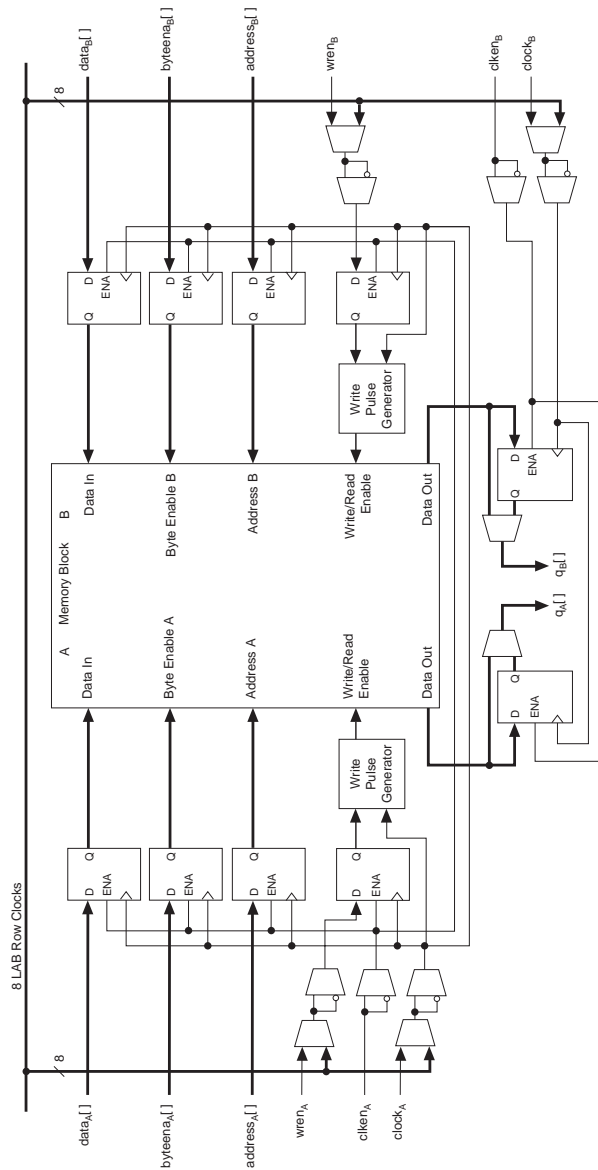 8 LAB Row Clocks
8
8
data_A[ ]
byteena_A[ ]
address_A[ ]
wren_A
clken_A
clock_A
D Q
ENA
D Q
ENA
D Q
ENA
D Q
ENA
Write
Pulse
Generator
A Memory Block B
Data In
Data In
Byte Enable A
Byte Enable B
Address A
Address B
Write/Read
Enable
Write/Read
Enable
Data Out
Data Out
Q D
ENA
Q D
ENA
Q D
ENA
Q D
ENA
Write
Pulse
Generator
data_B[ ]
byteena_B[ ]
address_B[ ]
wren_B
clken_B
clock_B
D Q
ENA
Q D
ENA
q_A[ ]
q_B[ ]